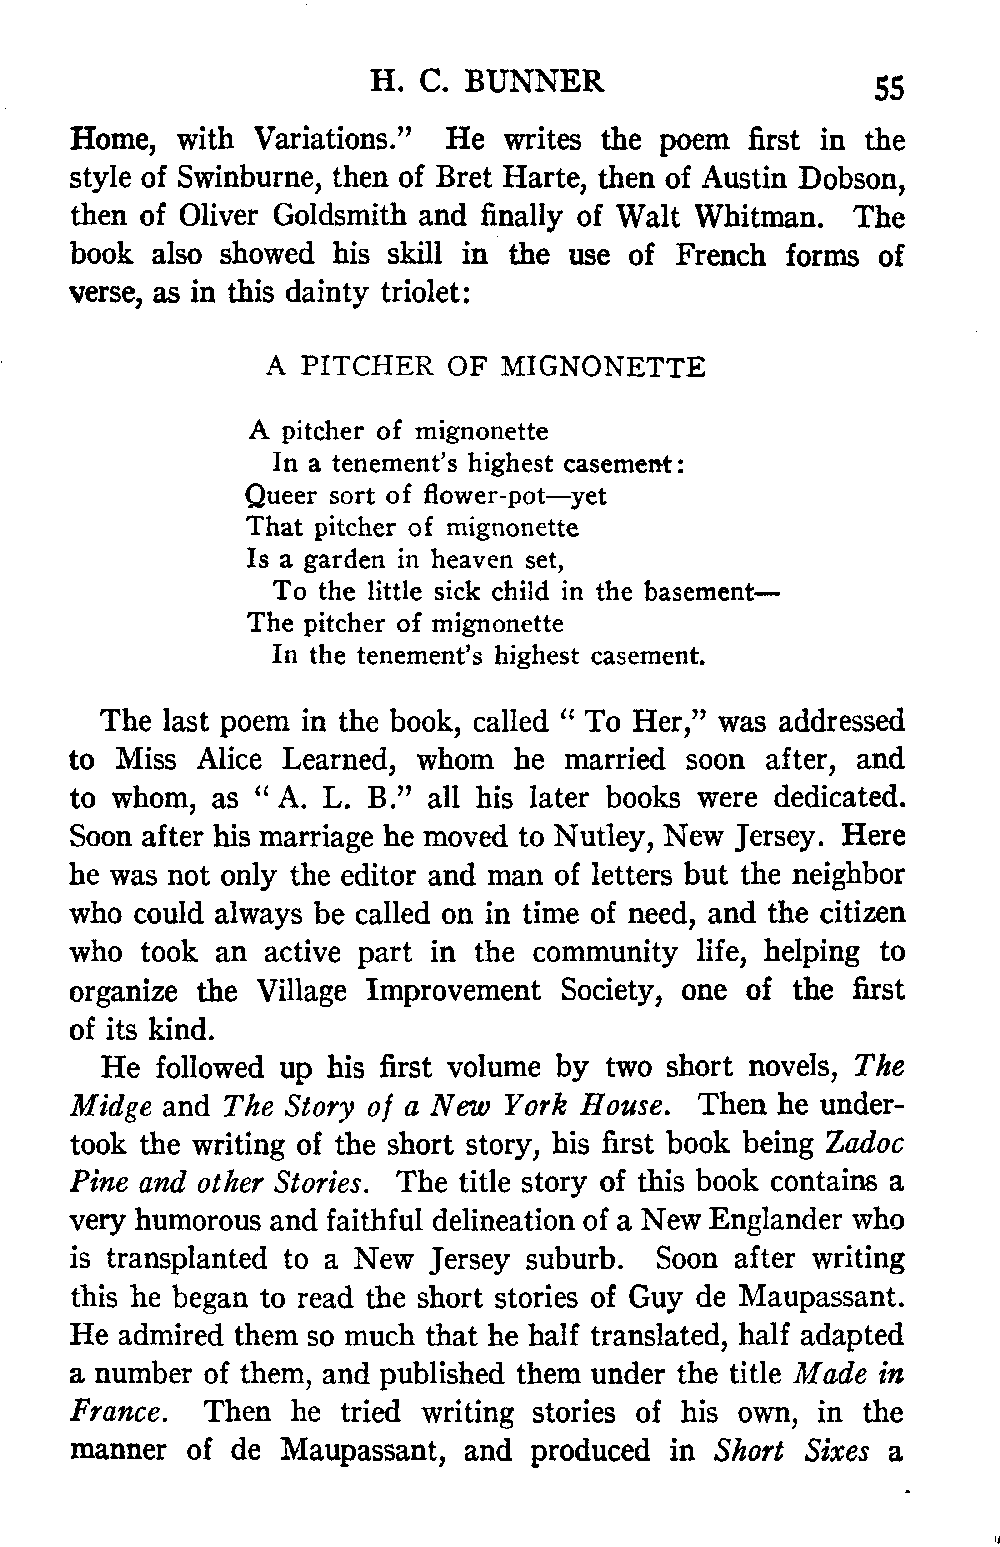 H. C. BUNNER 55
Home, with Variations.” He writes the poem first in the
style of Swinburne, then of Bret Harte, then of Austin Dobson,
then of Oliver Goldsmith and finally of Walt Whitman. The
book also showed his skill in the use of French forms of
verse, as in this dainty triolet:
A PITCHER OF MIGNONETTE
A pitcher of mignonette
In a tenement's highest casement:
Queer sort of flower-pot—yet
That pitcher of mignonette
Is a garden in heaven set,
To the little sick child in the basement—
The pitcher of mignonette
In the tenement's highest casement.
The last poem in the book, called “ To Her,” was addressed
to Miss Alice Learned, whom he married soon after, and
to whom, as “ A. L. B.” all his later books were dedicated.
Soon after his marriage he moved to Nutley, New Jersey. Here
he was not only the editor and man of letters but the neighbor
who could always be called on in time of need, and the citizen
who took an active part in the community life, helping to
organize the Village Improvement Society, one of the first
of its kind.
He followed up his first volume by two short novels, The
Midge and The Story of a New York House. Then he under-
took the writing of the short story, his first book being Zadoc
Pine and other Stories. The title story of this book contains a
very humorous and faithful delineation of a New Englander who
is transplanted to a New Jersey suburb. Soon after writing
this he began to read the short stories of Guy de Maupassant.
He admired them so much that he half translated, half adapted
a number of them, and published them under the title Made in
France. Then he tried writing stories of his own, in the
manner of de Maupassant, and produced in Short Sixes a